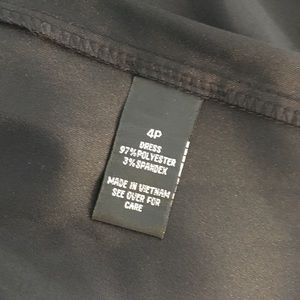 4P
DRESS
97%POLYESTER
3%SPANDEX
MADE IN VIETNAM
SEE OVER FOR
CARE